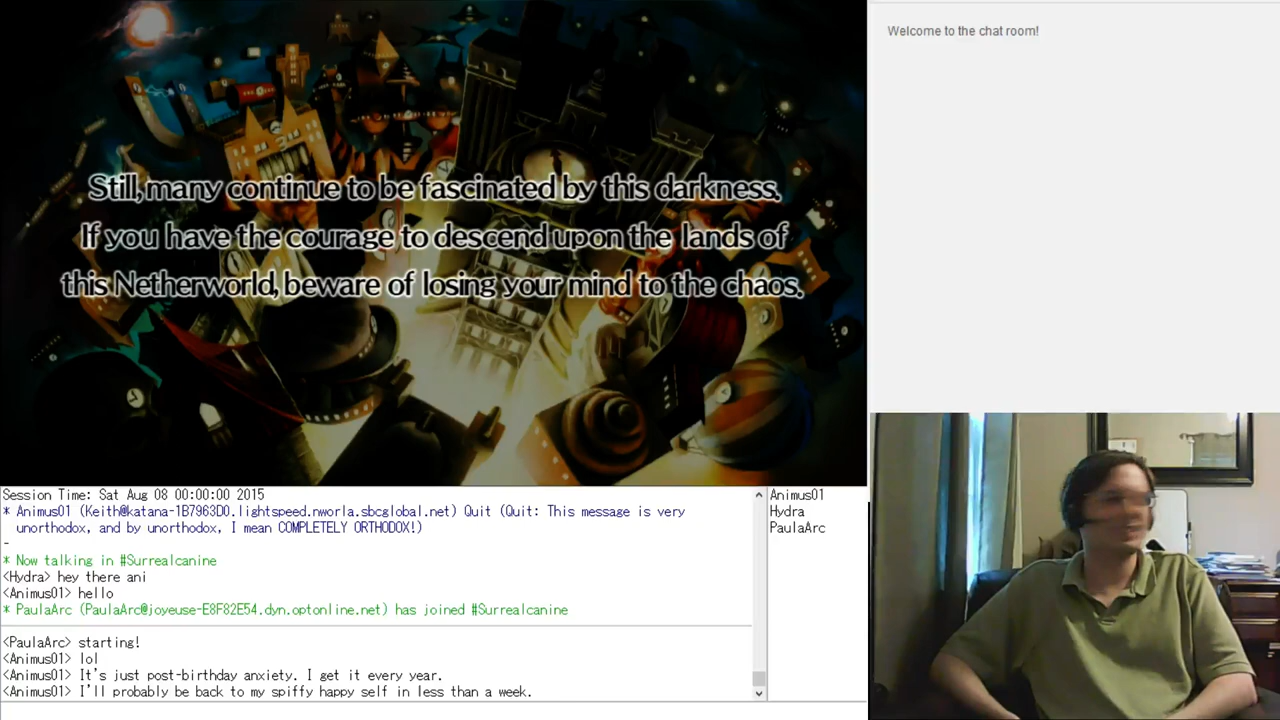 Still, many continue to be fascinated by this darkness.
If you have the courage to descend upon the lands of
this Netherworld, beware of losing your mind to the chaos.
Welcome to the chat room!
Session Time: Sat Aug 08 00:00:00 2015
* Animus01 (Keith@katana-1B7963D0.lightspeed.nworla.sbcglobal.net) Quit (Quit: This message is very
unorthodox, and by unorthodox, I mean COMPLETELY ORTHODOX!)
-
* Now talking in #Surrealcanine
<Hydra> hey there ani
<Animus01> hello
* PaulaArc (PaulaArc@joyeuse-E8F82E54.dyn.optonline.net) has joined #Surrealcanine
<PaulaArc> starting!
<Animus01> lol
<Animus01> It's just post-birthday anxiety. I get it every year.
<Animus01> I'll probably be back to my spiffy happy self in less than a week.
Animus01
Hydra
PaulaArc